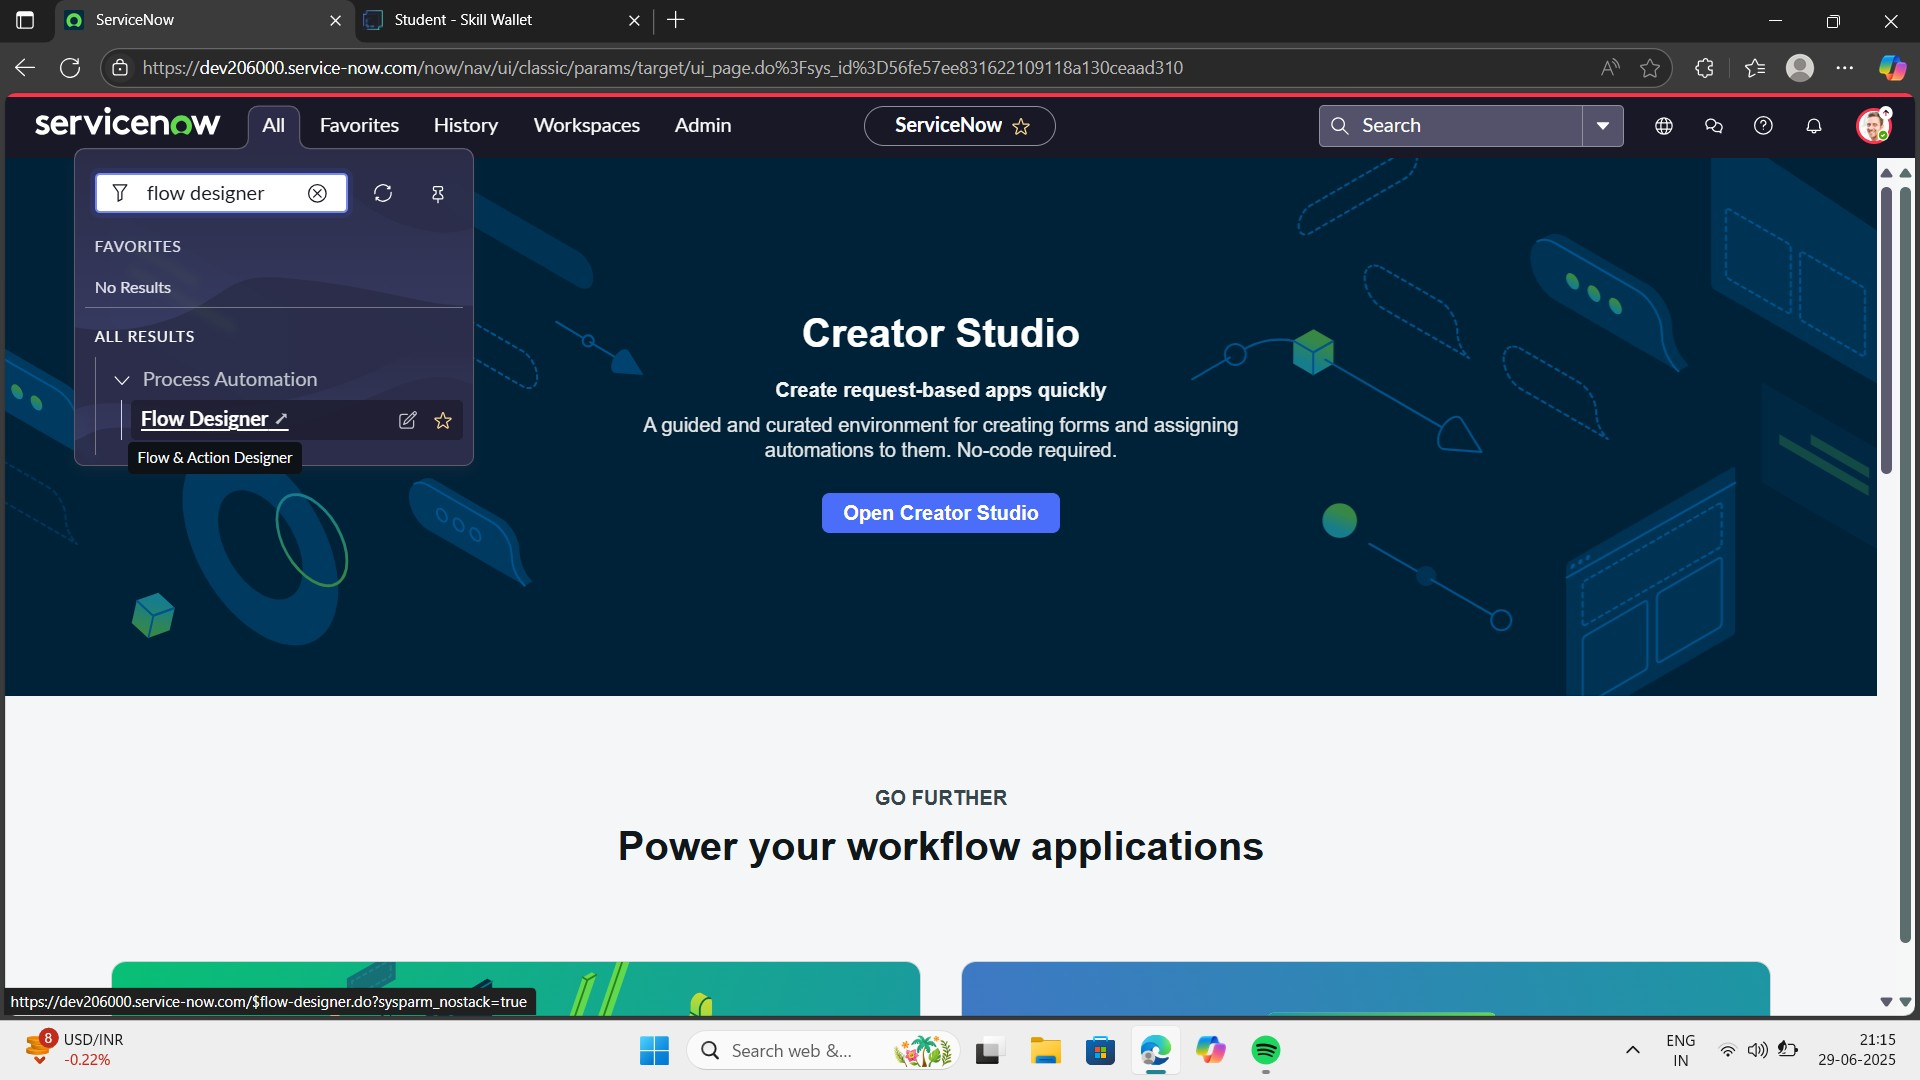 ServiceNow
Student - Skill Wallet
https://dev206000.service-now.com/now/nav/ui/classic/params/target/ui_page.do%3Fsys_id%3D56fe57ee831622109118a130ceaad310
servicenow
All
Favorites
History
Workspaces
Admin
ServiceNow
Search
flow designer
FAVORITES
No Results
ALL RESULTS
Process Automation
Flow Designer
Flow & Action Designer
Creator Studio
Create request-based apps quickly
A guided and curated environment for creating forms and assigning
automations to them. No-code required.
Open Creator Studio
GO FURTHER
Power your workflow applications
https://dev206000.service-now.com/$flow-designer.do?sysparm_nostack=true
8
USD/INR
-0.22%
Search web &...
ENG
IN
21:15
29-06-2025